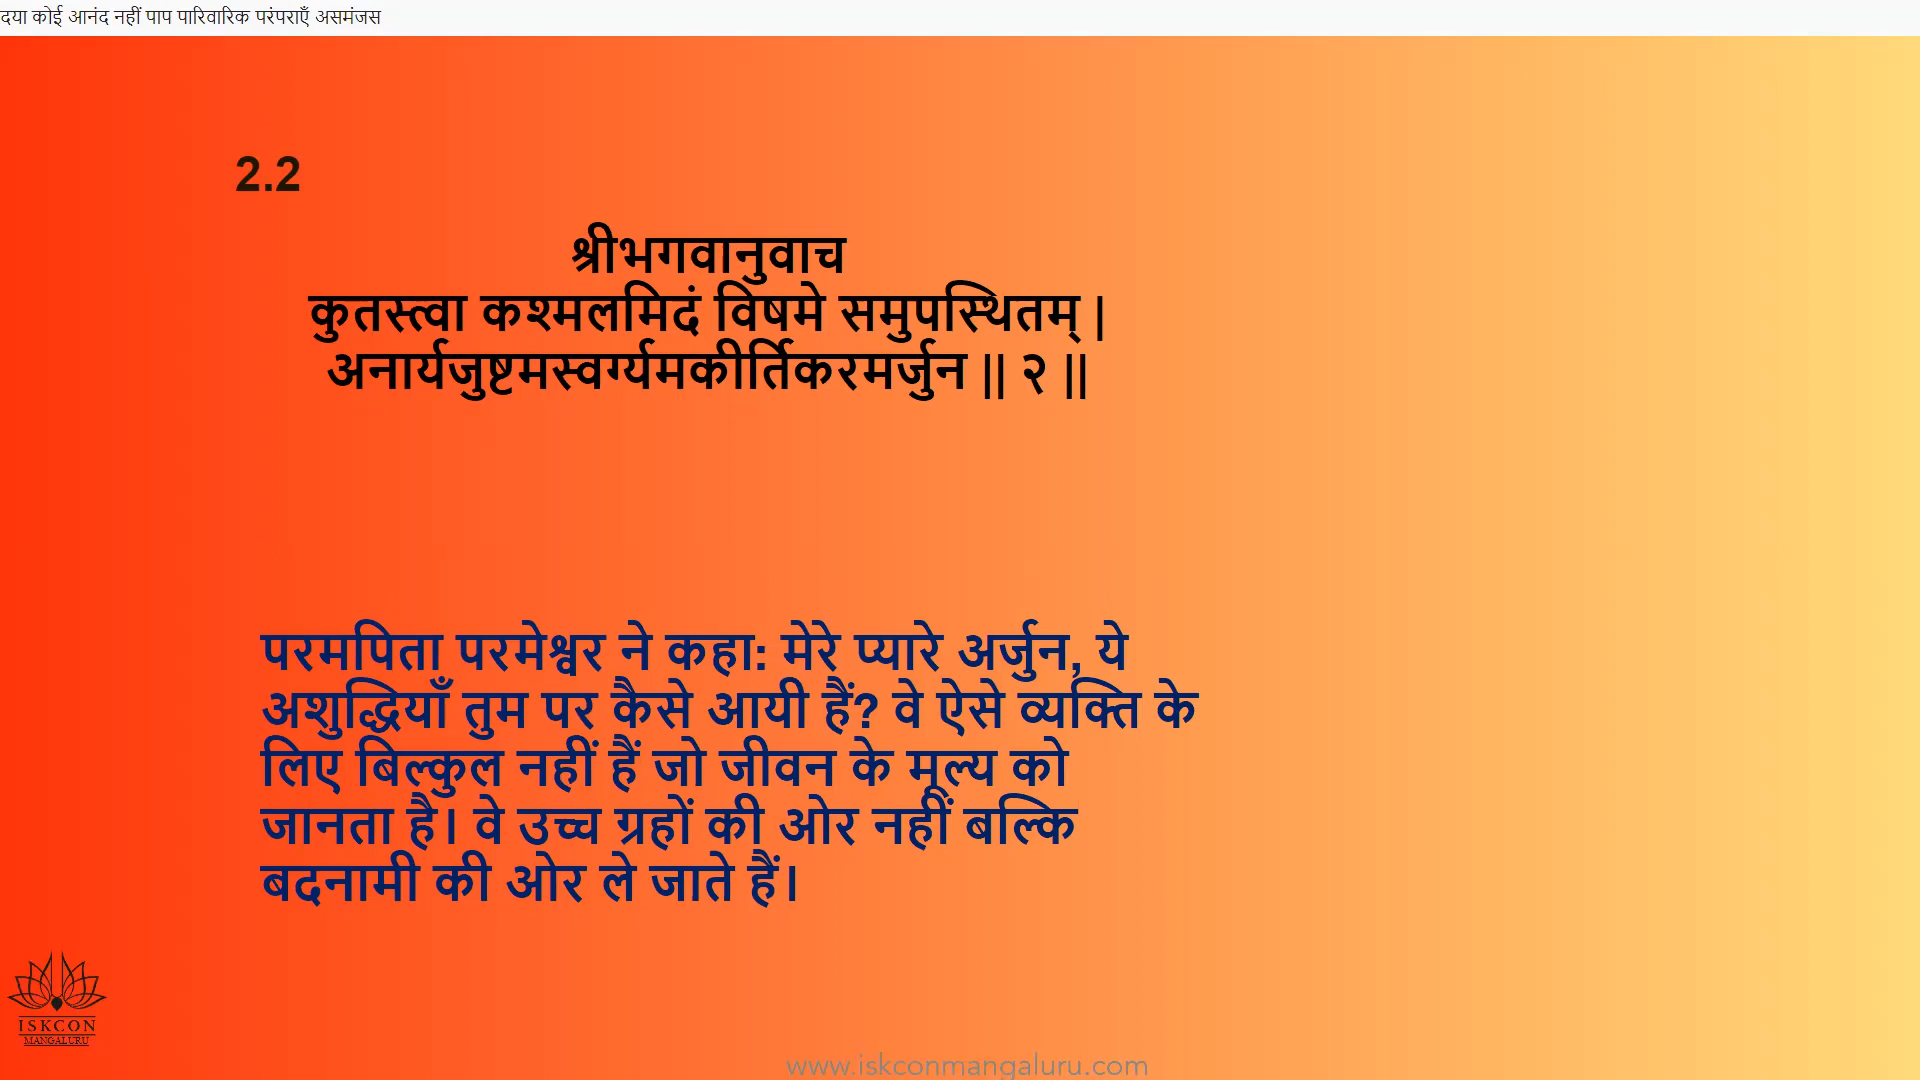 दया कोई आनंद नहीं पाप पारिवारिक परंपराएँ असमंजस
2.2
श्रीभगवानुवाच
कुतस्त्वा कश्मलमिदं विषमे समुपस्थितम् |
अनार्यजुष्टमस्वर्ग्यमकीर्तिकरमर्जुन || २ ||
परमपिता परमेश्वर ने कहा: मेरे प्यारे अर्जुन, ये
अशुद्धियाँ तुम पर कैसे आयी हैं? वे ऐसे व्यक्ति के
लिए बिल्कुल नहीं हैं जो जीवन के मूल्य को
जानता है। वे उच्च ग्रहों की ओर नहीं बल्कि
बदनामी की ओर ले जाते हैं।
ISKCON
MANGALURU
www.iskconmangaluru.com